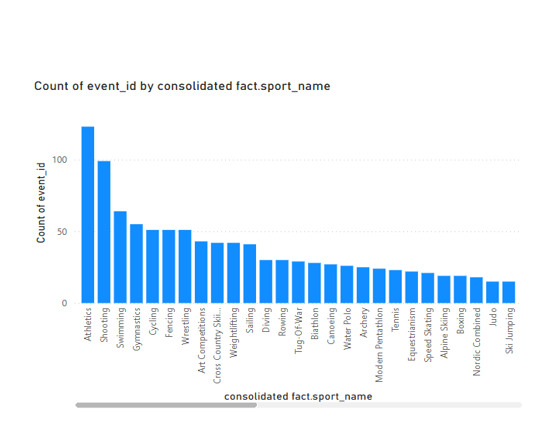 Count of event_id by consolidated fact.sport_name
Count of event_id
100
50
0
Athletics
Shooting
Swimming
Gymnastics
Cycling
Fencing
Wrestling
Art Competitions
Cross Country Skii...
Weightlifting
Sailing
Diving
Rowing
Tug-Of-War
Biathlon
Canoeing
Water Polo
Archery
Modern Pentathlon
Tennis
Equestrianism
Speed Skating
Alpine Skiing
Boxing
Nordic Combined
Judo
Ski Jumping
consolidated fact.sport_name